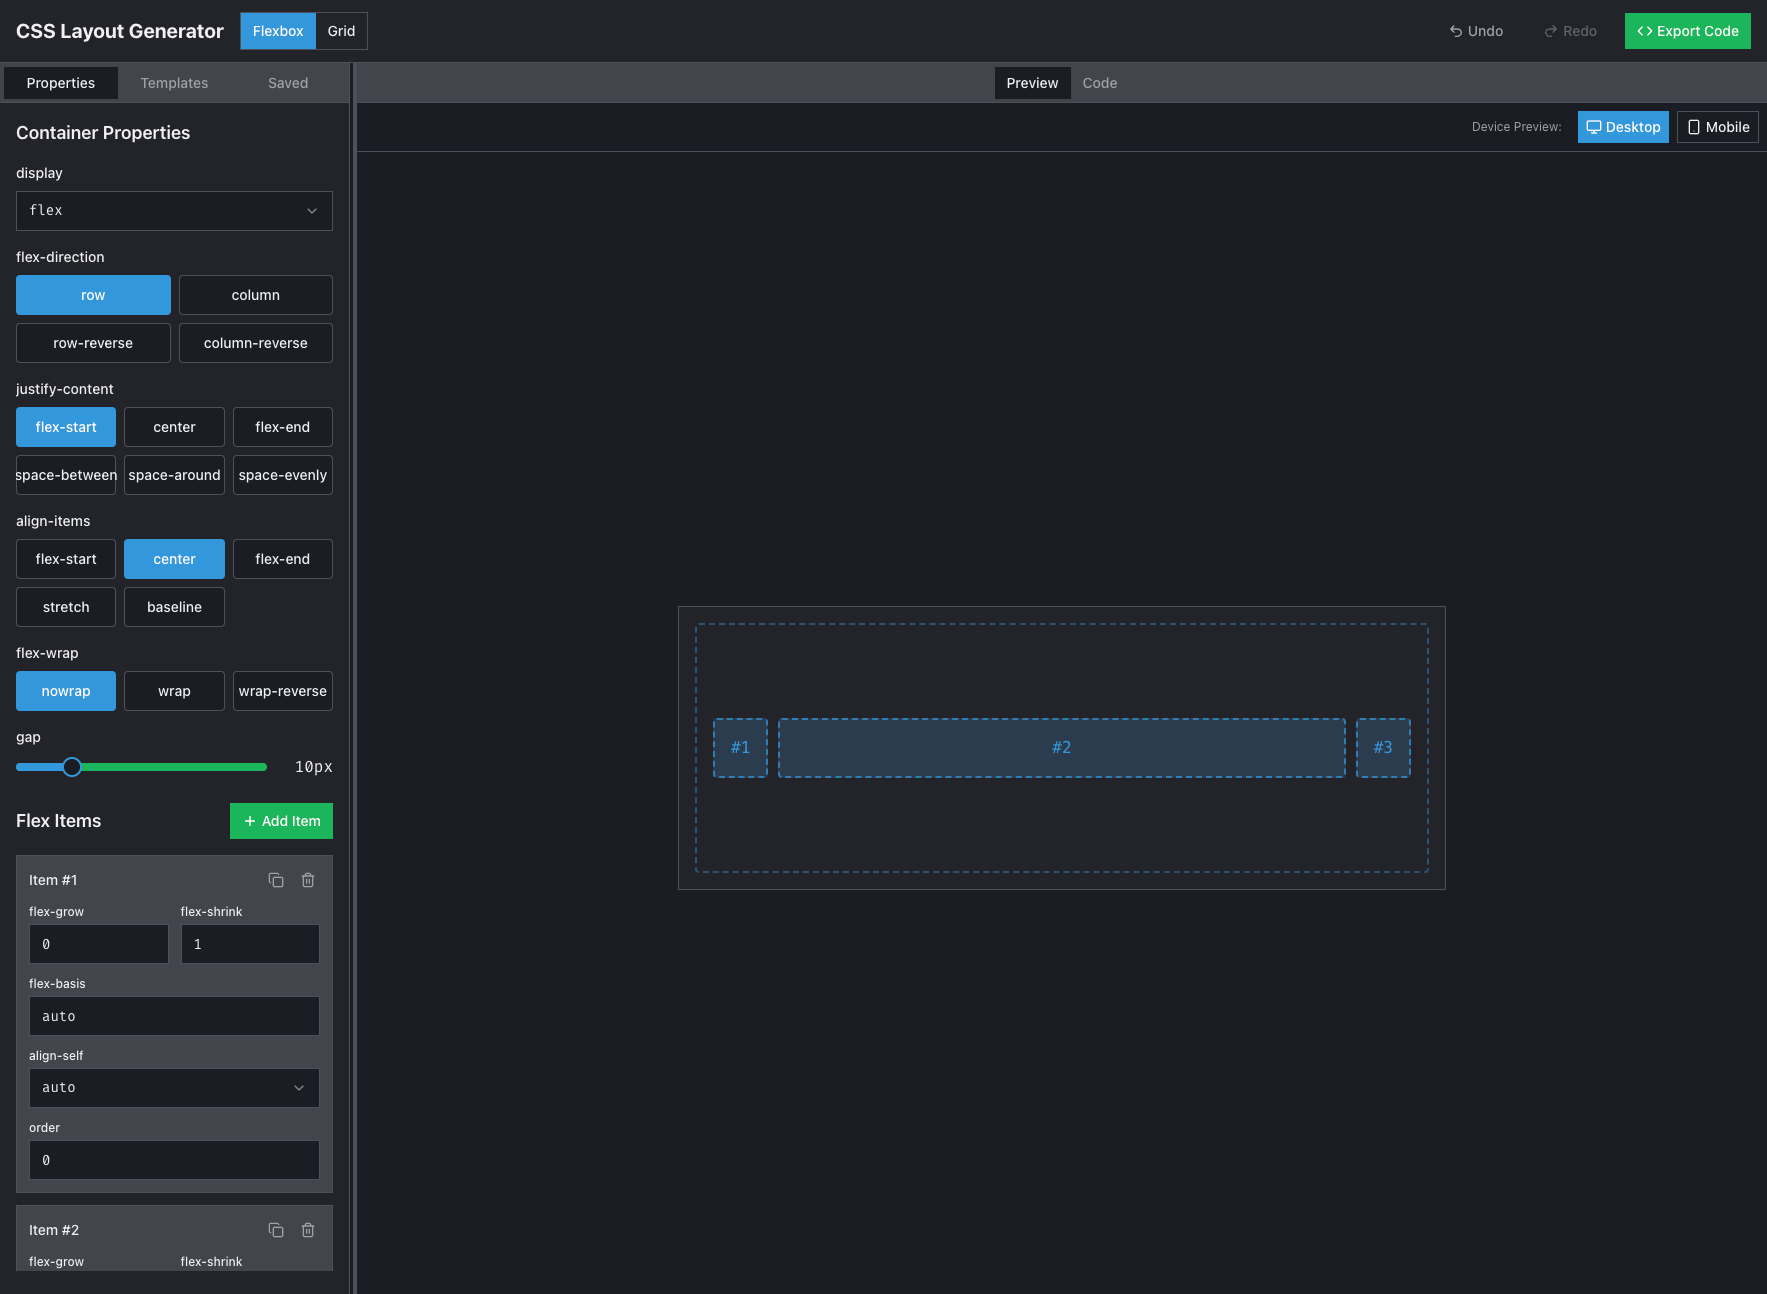 CSS Layout Generator
Flexbox Grid
Undo Redo Export Code
Properties Templates Saved
Preview Code
Device Preview: Desktop Mobile
Container Properties
display
flex
flex-direction
row column
row-reverse column-reverse
justify-content
flex-start center flex-end
space-between space-around space-evenly
align-items
flex-start center flex-end
stretch baseline
flex-wrap
nowrap wrap wrap-reverse
gap
10px
Flex Items + Add Item
Item #1
flex-grow flex-shrink
0 1
flex-basis
auto
align-self
auto
order
0
Item #2
flex-grow flex-shrink
#1 #2 #3